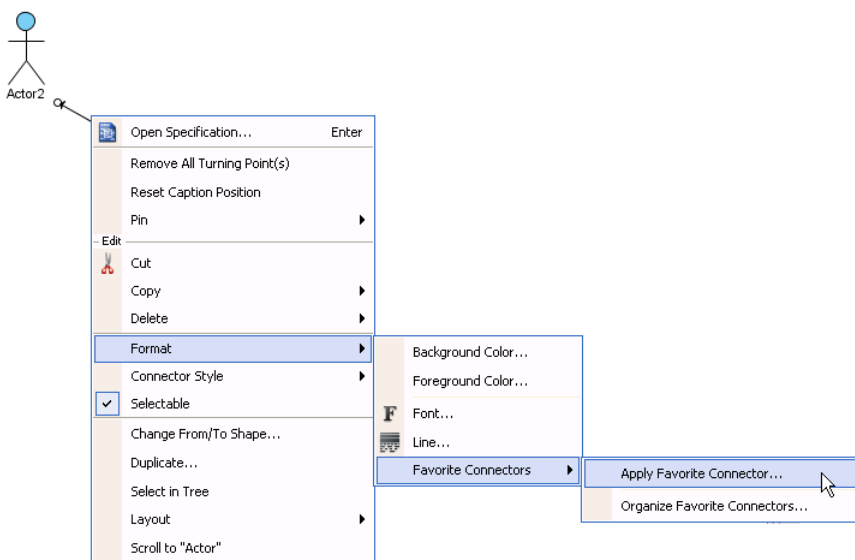 Actor2
Open Specification... Enter
Remove All Turning Point(s)
Reset Caption Position
Pin
Edit
Cut
Copy
Delete
Format
Connector Style
Selectable
Change From/To Shape...
Duplicate...
Select in Tree
Layout
Scroll to "Actor"
Background Color...
Foreground Color...
Font...
Line...
Favorite Connectors
Apply Favorite Connector...
Organize Favorite Connectors...